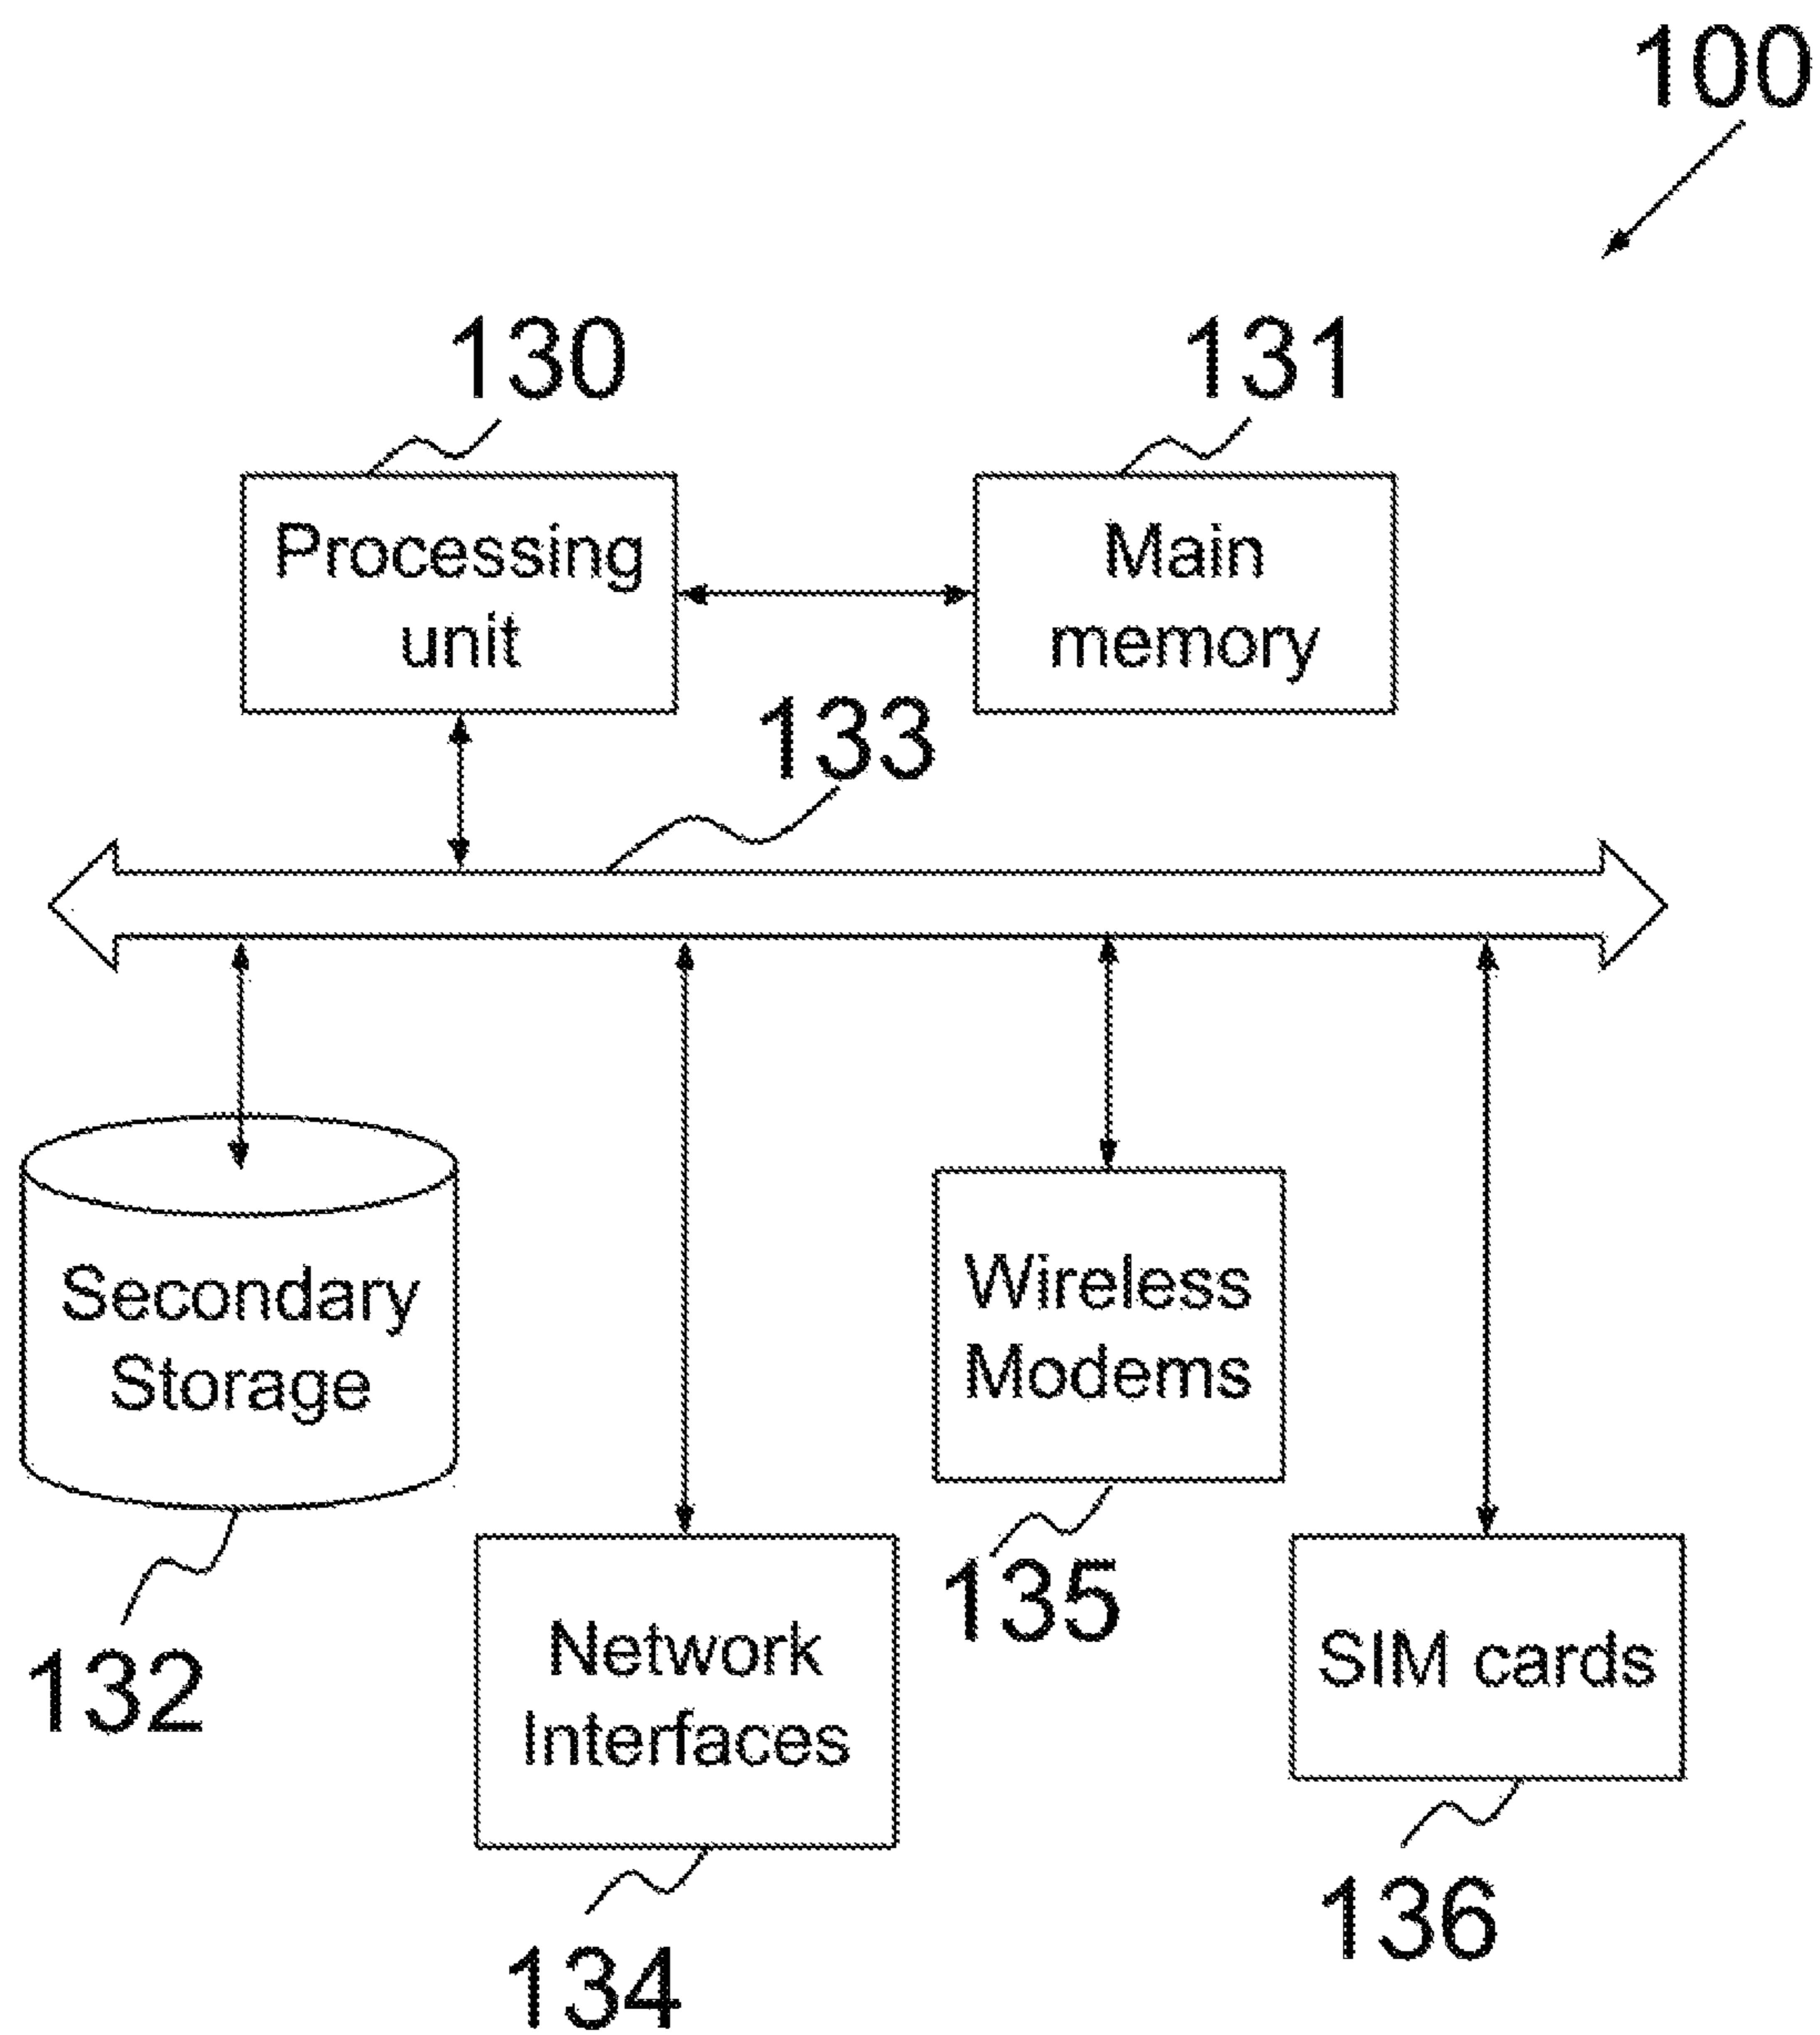 100
130
131
Processing
unit
Main
memory
133
Secondary
Storage
Wireless
Modems
132
135
Network
Interfaces
SIM cards
134
136